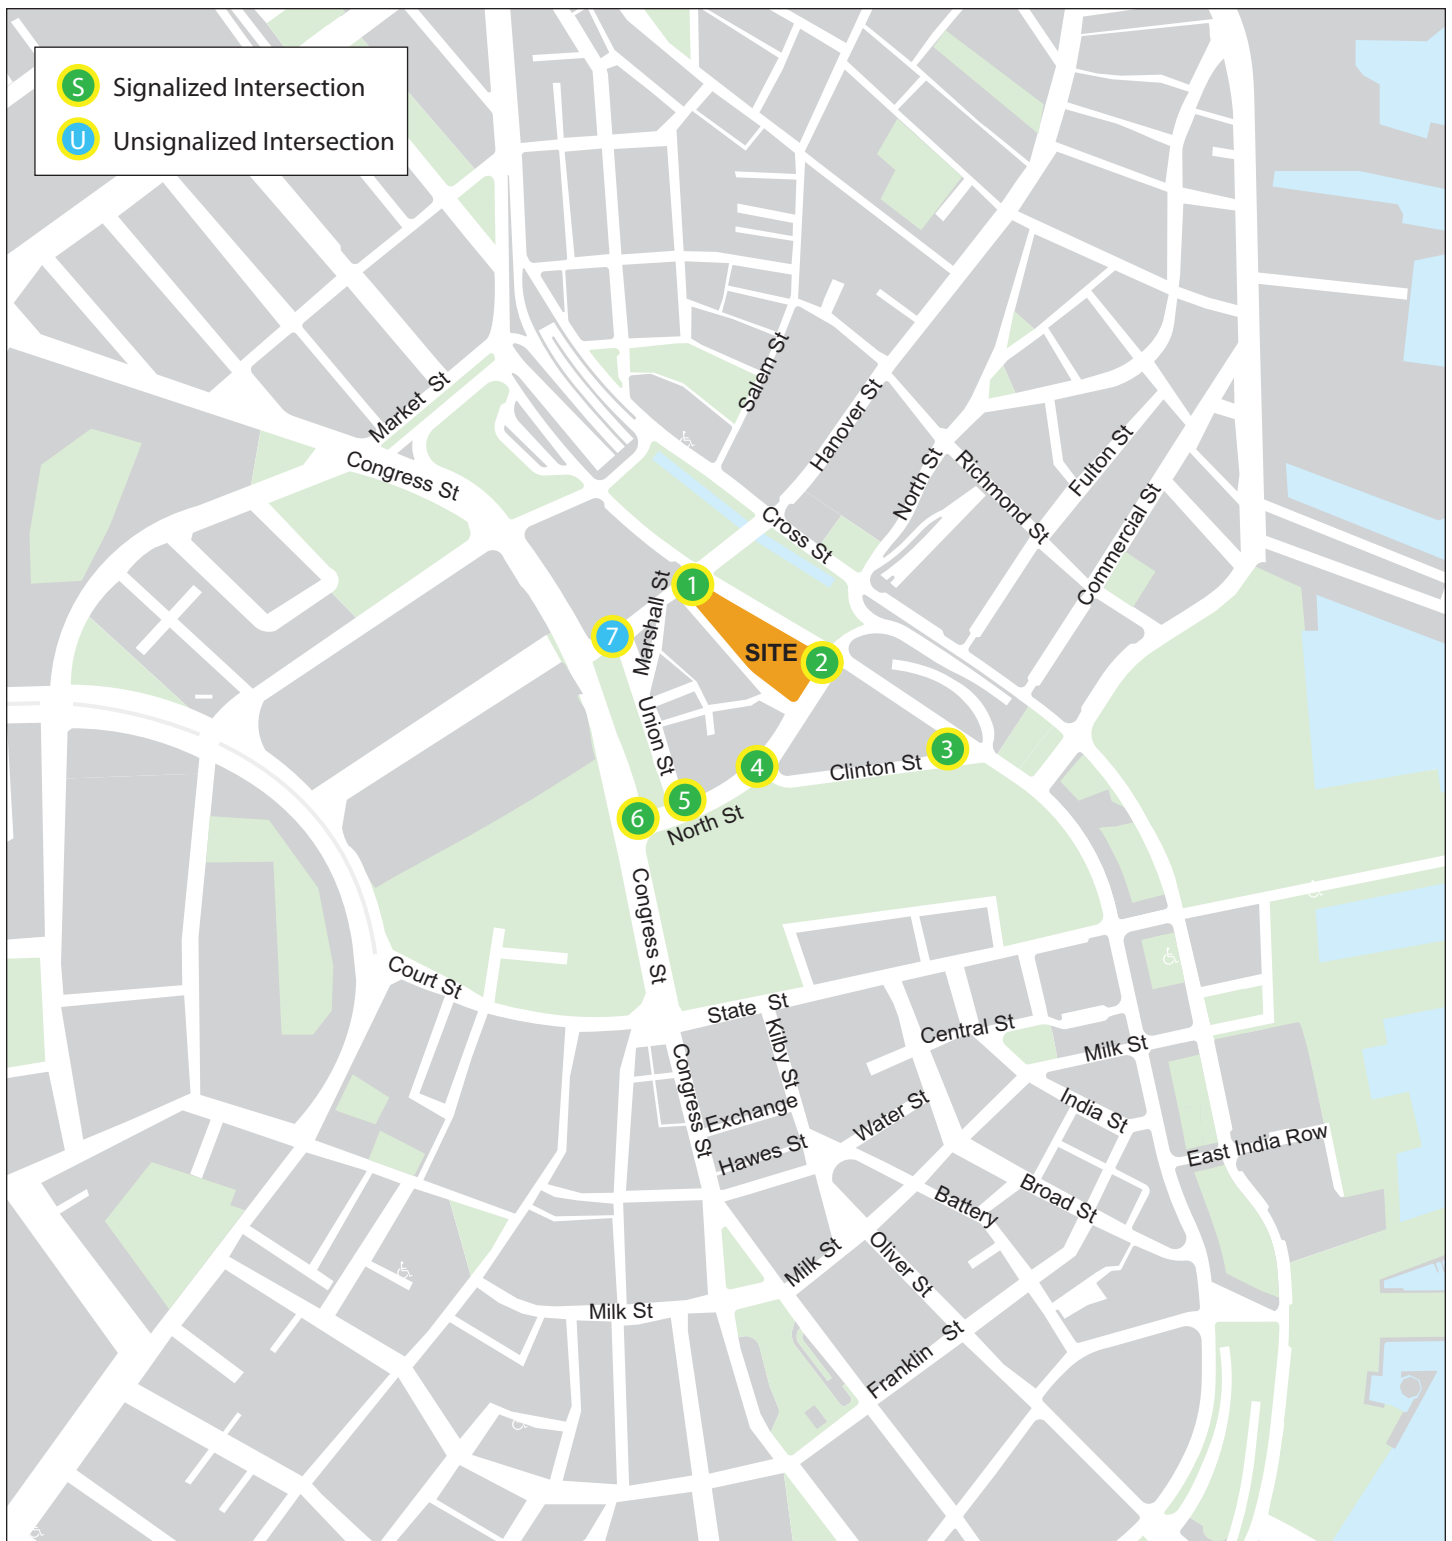 S Signalized Intersection
U Unsignalized Intersection
Salem St
Market St
Hanover St
Congress St
North St
Richmond St
Fulton St
Commercial St
Cross St
Marshall St
1
7
SITE
2
Union St
3
4
Clinton St
5
6
North St
Congress St
Court St
State St
Kilby St
Central St
Milk St
Congress St
Exchange
Water St
India St
Hawes St
East India Row
Battery
Broad St
Milk St
Oliver St
Milk St
Franklin St